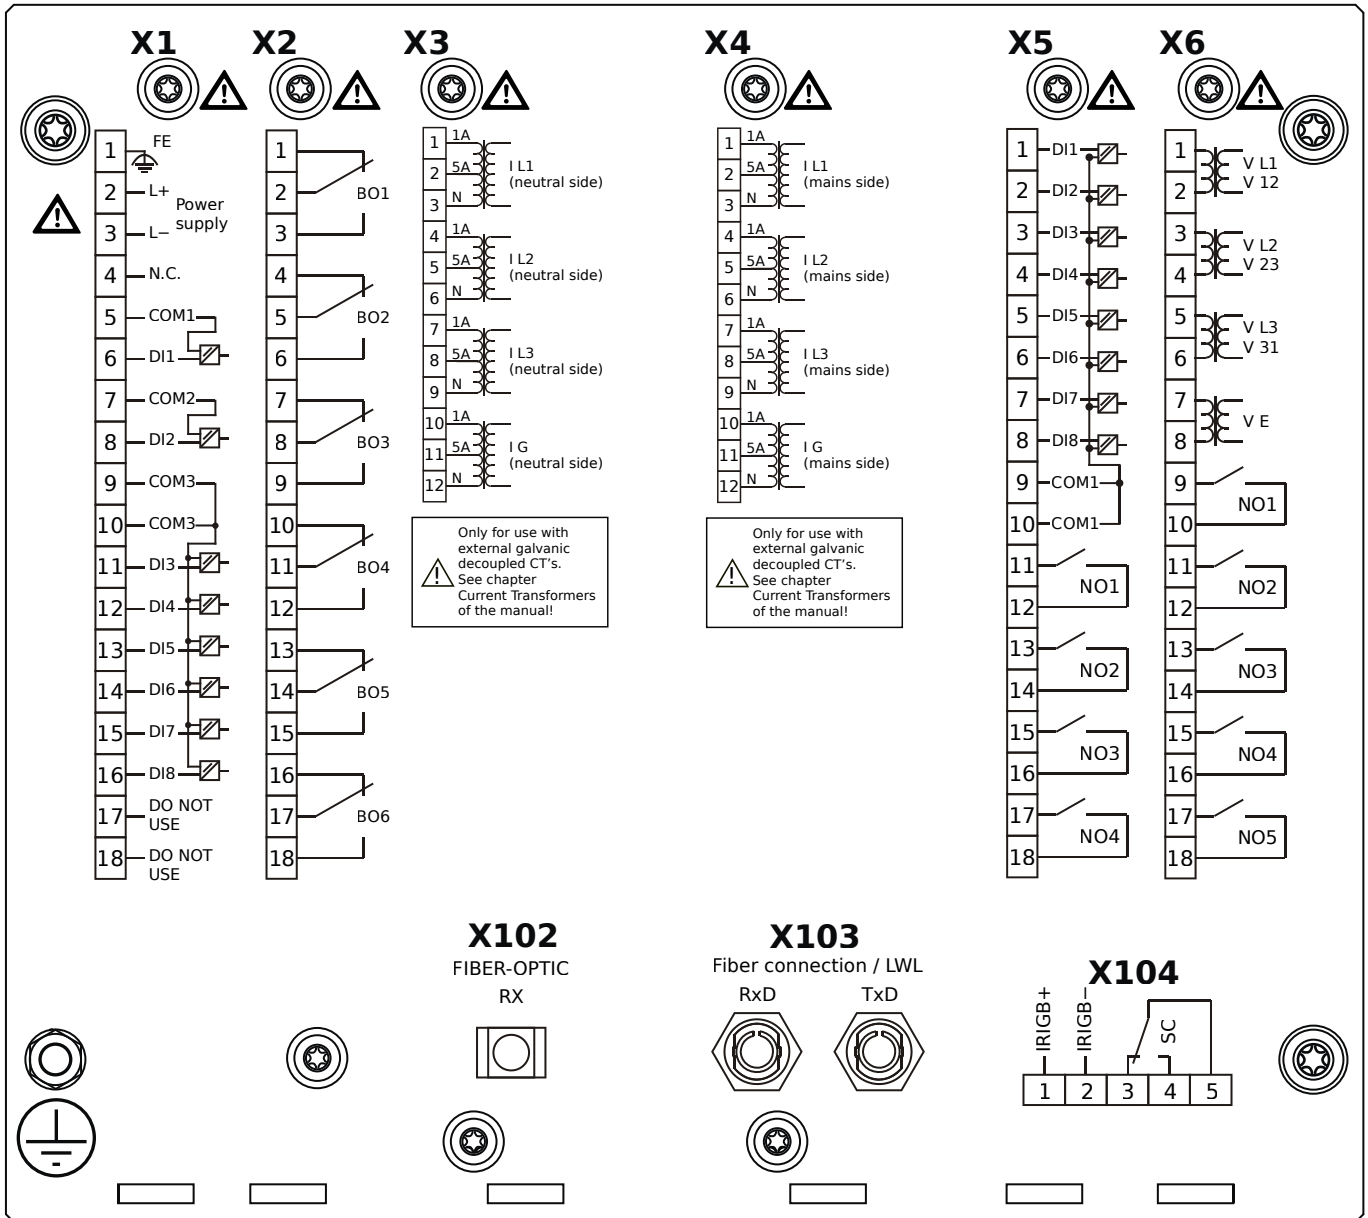 X1
1
FE
2
L+
Power
supply
3
L−
4
N.C.
5
COM1
6
DI1
7
COM2
8
DI2
9
COM3
10
COM3
11
DI3
12
DI4
13
DI5
14
DI6
15
DI7
16
DI8
17
DO NOT
USE
18
DO NOT
USE
X2
1
2
BO1
3
4
5
BO2
6
7
8
BO3
9
10
11
BO4
12
13
14
BO5
15
16
17
BO6
18
X3
1
1A
2
5A
I L1
(neutral side)
3
N
4
1A
5
5A
I L2
(neutral side)
6
N
7
1A
8
5A
I L3
(neutral side)
9
N
10
1A
11
5A
I G
(neutral side)
12
N
Only for use with
external galvanic
decoupled CT's.
See chapter
Current Transformers
of the manual!
X4
1
1A
2
5A
I L1
(mains side)
3
N
4
1A
5
5A
I L2
(mains side)
6
N
7
1A
8
5A
I L3
(mains side)
9
N
10
1A
11
5A
I G
(mains side)
12
N
Only for use with
external galvanic
decoupled CT's.
See chapter
Current Transformers
of the manual!
X5
1
DI1
2
DI2
3
DI3
4
DI4
5
DI5
6
DI6
7
DI7
8
DI8
9
COM1
10
COM1
11
NO1
12
13
NO2
14
15
NO3
16
17
NO4
18
X6
1
V L1
V 12
2
3
V L2
V 23
4
5
V L3
V 31
6
7
V E
8
9
NO1
10
11
NO2
12
13
NO3
14
15
NO4
16
17
NO5
18
X102
FIBER-OPTIC
RX
X103
Fiber connection / LWL
RxD TxD
X104
IRIGB+
IRIGB−
SC
1 2 3 4 5